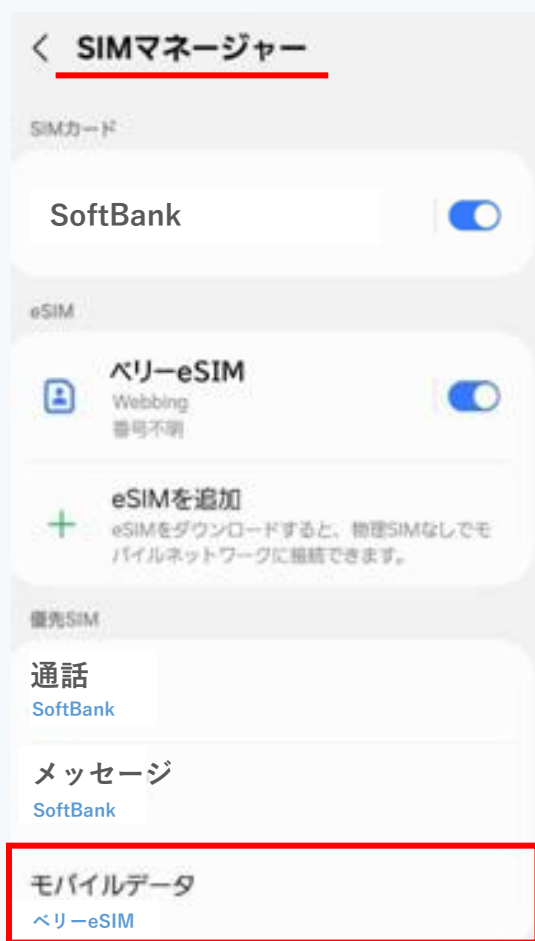 SIMマネージャー
SIMカード
SoftBank
eSIM
ベリーeSIM
Webbing
番号不明
eSIMを追加
eSIMをダウンロードすると、物理SIMなしでモ
バイルネットワークに接続できます。
優先SIM
通話
SoftBank
メッセージ
SoftBank
モバイルデータ
ベリーeSIM